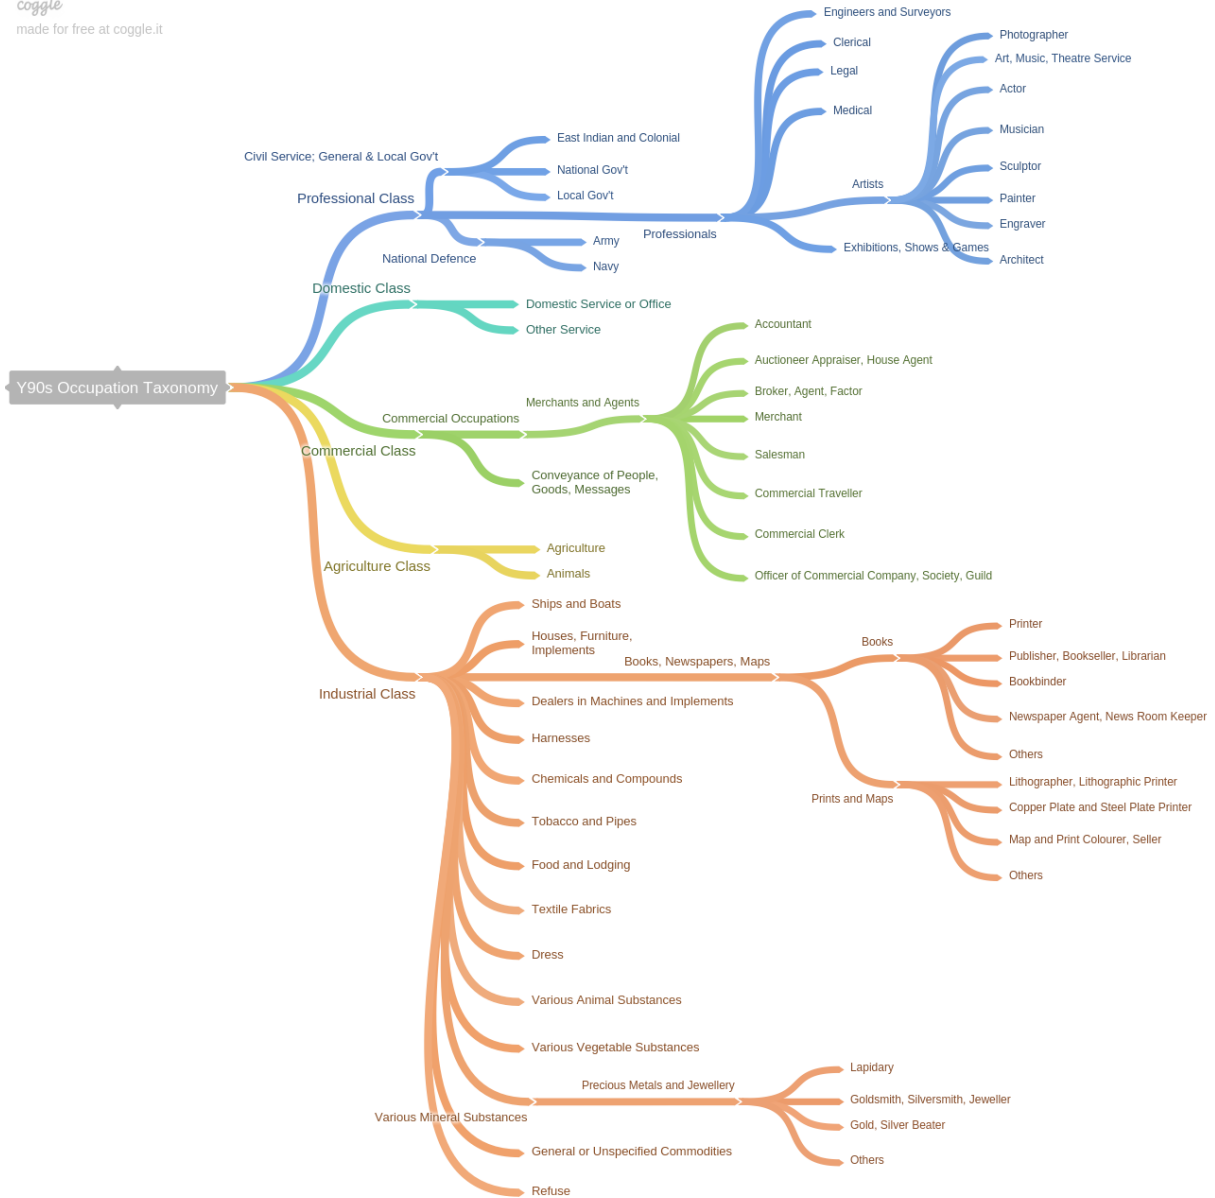 coggle
made for free at coggle.it
Y90s Occupation Taxonomy
Professional Class
Civil Service; General & Local Gov't
East Indian and Colonial
National Gov't
Local Gov't
Professionals
Engineers and Surveyors
Clerical
Legal
Medical
Artists
Photographer
Art, Music, Theatre Service
Actor
Musician
Sculptor
Painter
Engraver
Architect
Exhibitions, Shows & Games
National Defence
Army
Navy
Domestic Class
Domestic Service or Office
Other Service
Commercial Class
Commercial Occupations
Merchants and Agents
Accountant
Auctioneer Appraiser, House Agent
Broker, Agent, Factor
Merchant
Salesman
Commercial Traveller
Commercial Clerk
Officer of Commercial Company, Society, Guild
Conveyance of People,
Goods, Messages
Agriculture Class
Agriculture
Animals
Industrial Class
Ships and Boats
Houses, Furniture,
Implements
Books, Newspapers, Maps
Books
Printer
Publisher, Bookseller, Librarian
Bookbinder
Newspaper Agent, News Room Keeper
Others
Prints and Maps
Lithographer, Lithographic Printer
Copper Plate and Steel Plate Printer
Map and Print Colourer, Seller
Others
Dealers in Machines and Implements
Harnesses
Chemicals and Compounds
Tobacco and Pipes
Food and Lodging
Textile Fabrics
Dress
Various Animal Substances
Various Vegetable Substances
Various Mineral Substances
Precious Metals and Jewellery
Lapidary
Goldsmith, Silversmith, Jeweller
Gold, Silver Beater
Others
General or Unspecified Commodities
Refuse